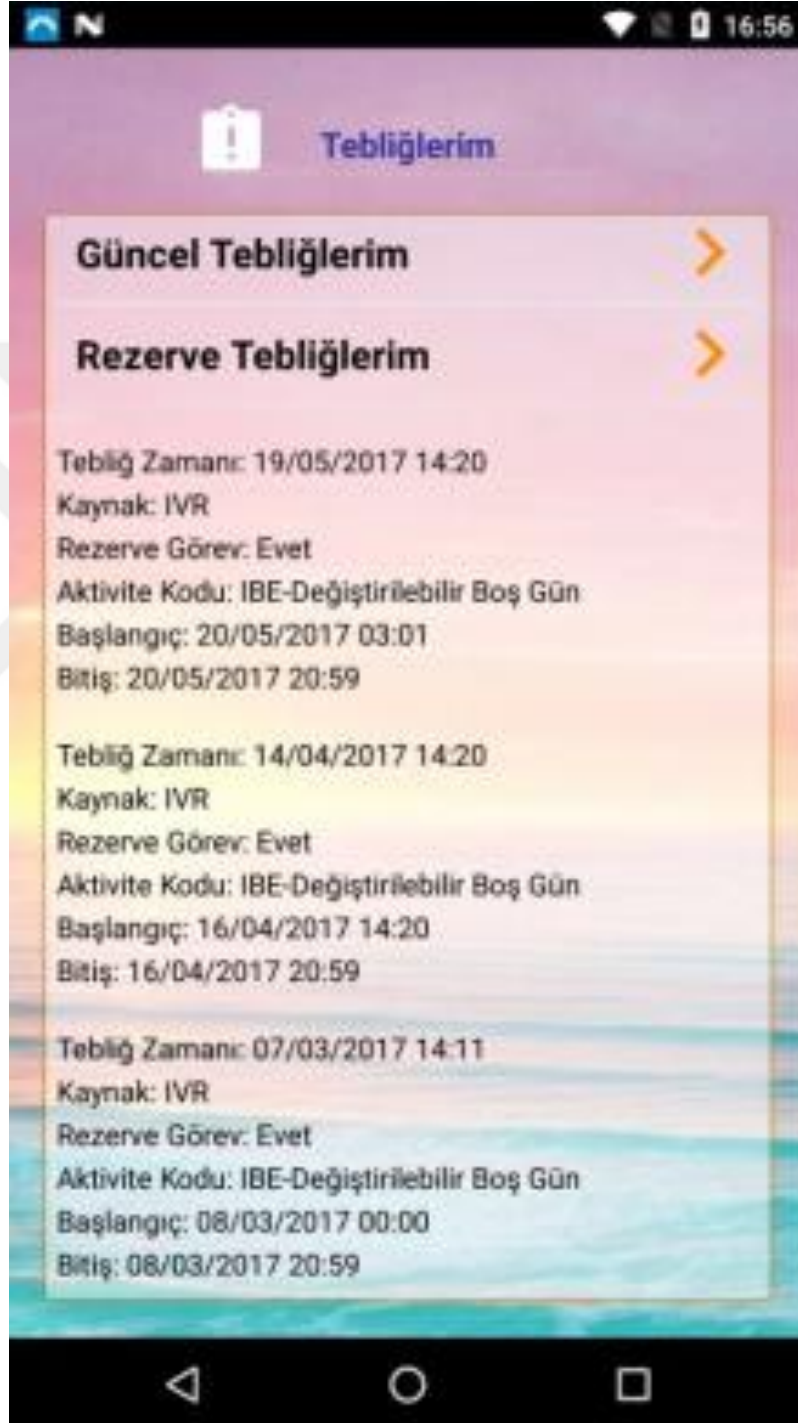 16:56
Tebliğlerim
Güncel Tebliğlerim
Rezerve Tebliğlerim
Tebliğ Zamanı: 19/05/2017 14:20
Kaynak: IVR
Rezerve Görev: Evet
Aktivite Kodu: IBE-Değiştirilebilir Boş Gün
Başlangıç: 20/05/2017 03:01
Bitiş: 20/05/2017 20:59
Tebliğ Zamanı: 14/04/2017 14:20
Kaynak: IVR
Rezerve Görev: Evet
Aktivite Kodu: IBE-Değiştirilebilir Boş Gün
Başlangıç: 16/04/2017 14:20
Bitiş: 16/04/2017 20:59
Tebliğ Zamanı: 07/03/2017 14:11
Kaynak: IVR
Rezerve Görev: Evet
Aktivite Kodu: IBE-Değiştirilebilir Boş Gün
Başlangıç: 08/03/2017 00:00
Bitiş: 08/03/2017 20:59